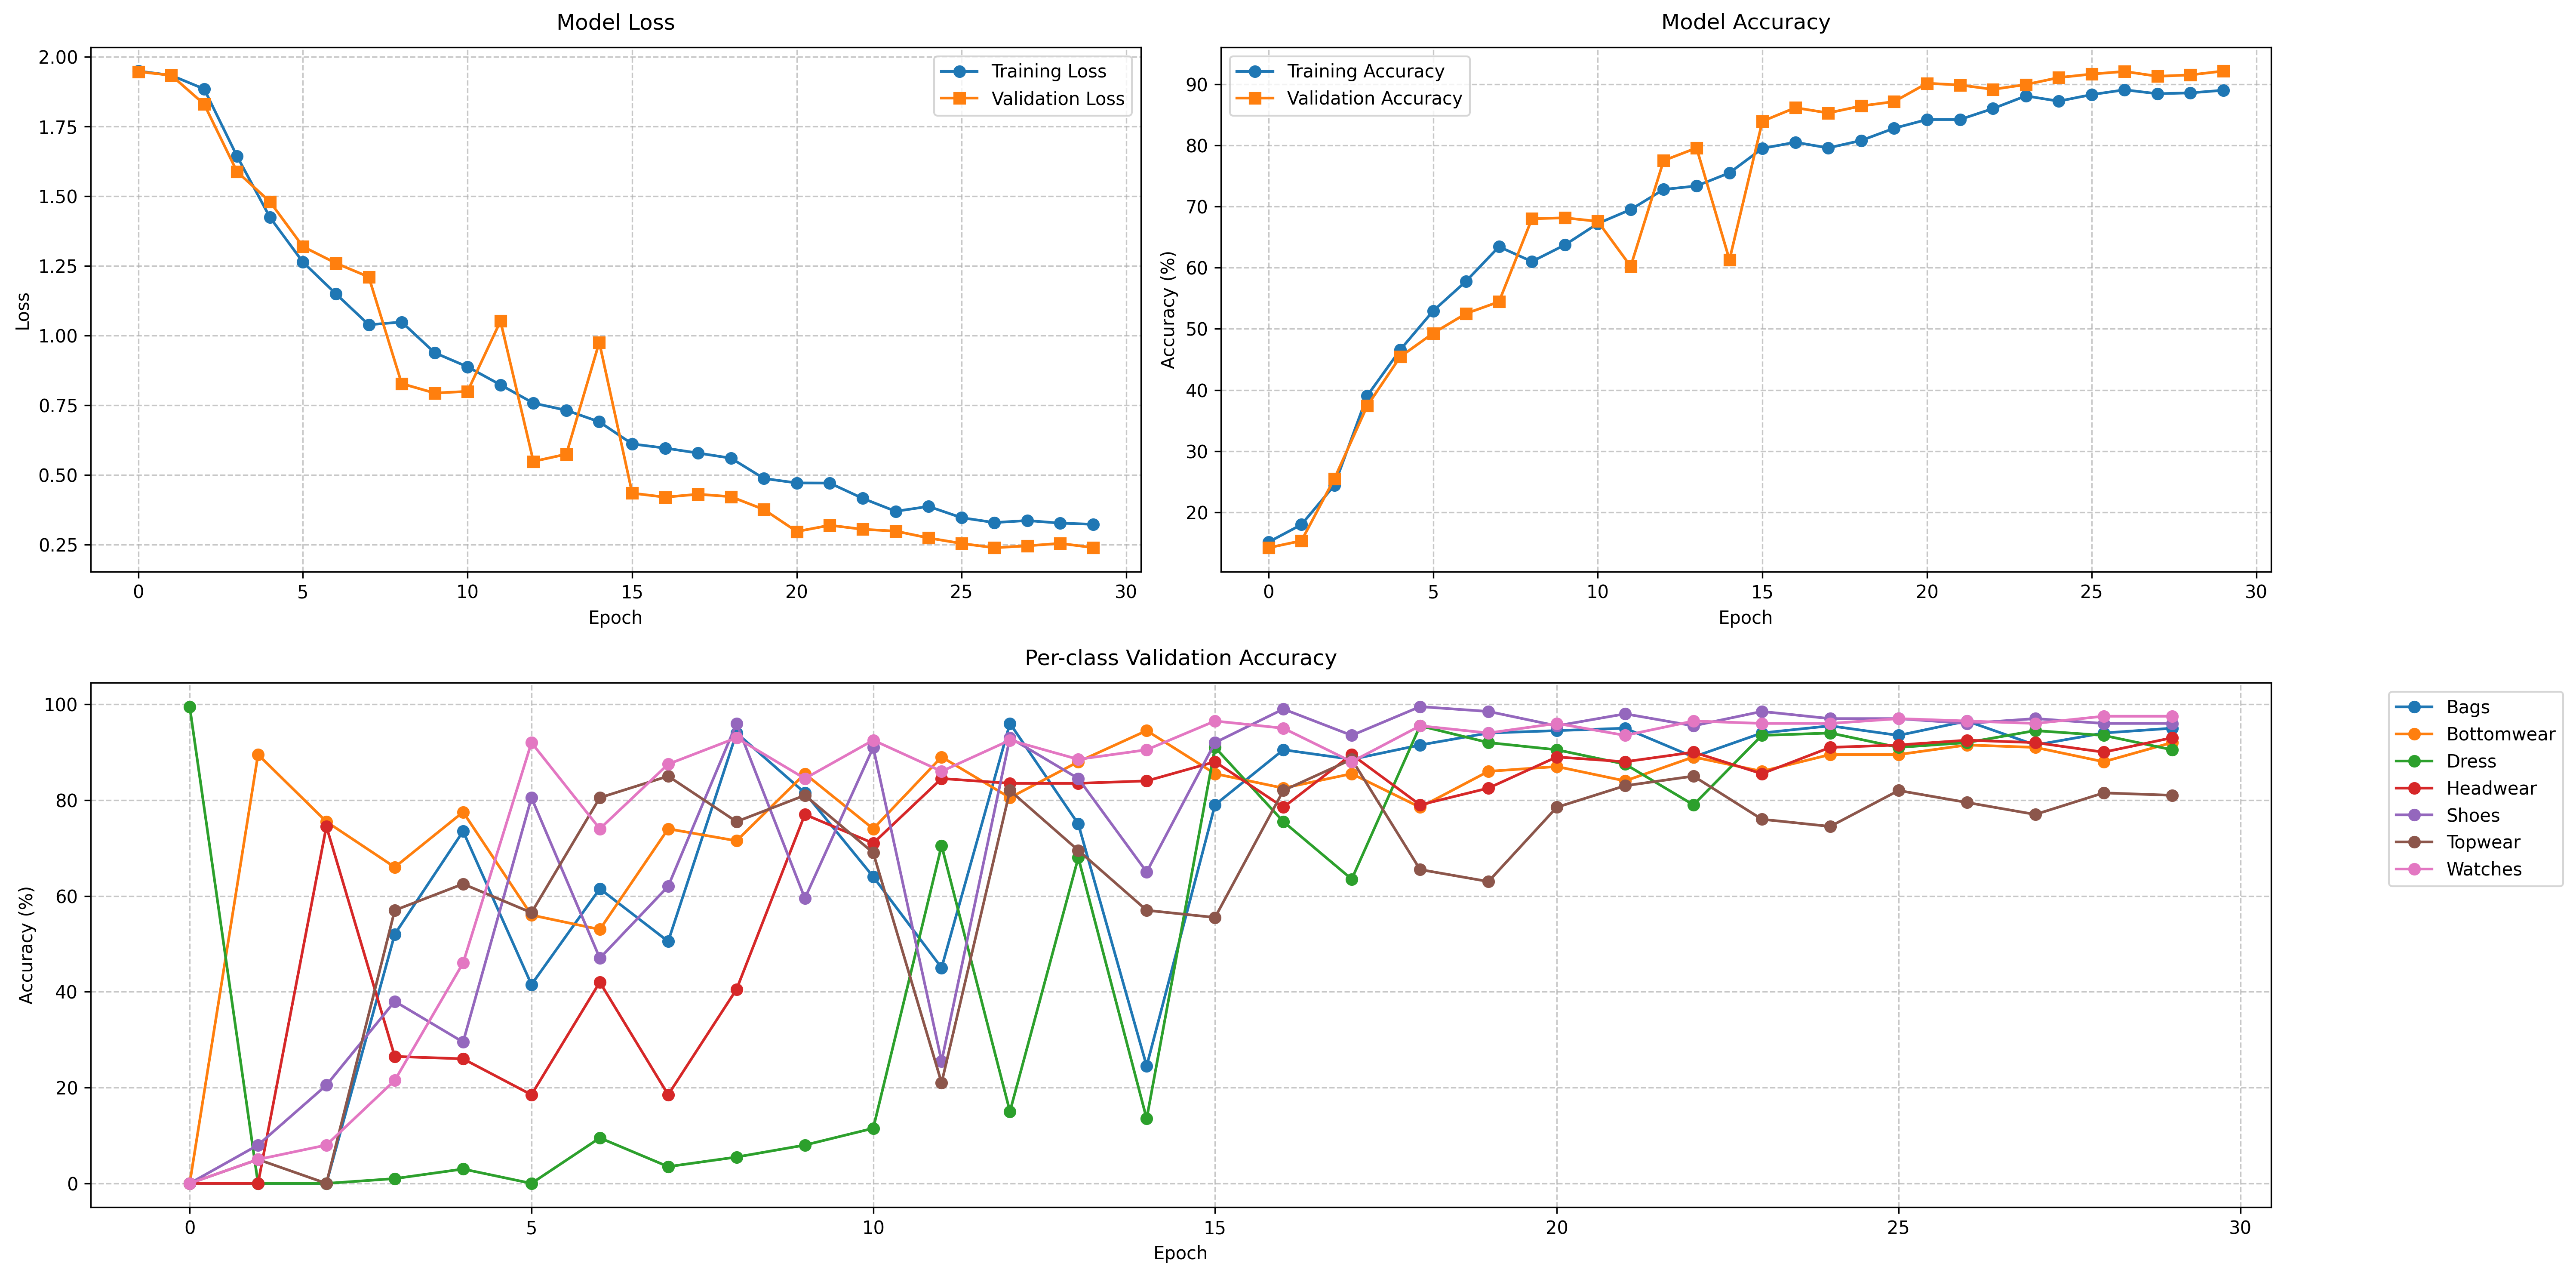 Model Loss
2.00
1.75
1.50
1.25
1.00
0.75
0.50
0.25
Loss
Training Loss
Validation Loss
0 5 10 15 20 25 30
Epoch
Model Accuracy
90
80
70
60
50
40
30
20
Accuracy (%)
Training Accuracy
Validation Accuracy
0 5 10 15 20 25 30
Epoch
Per-class Validation Accuracy
100
80
60
40
20
0
Accuracy (%)
0 5 10 15 20 25 30
Epoch
Bags
Bottomwear
Dress
Headwear
Shoes
Topwear
Watches